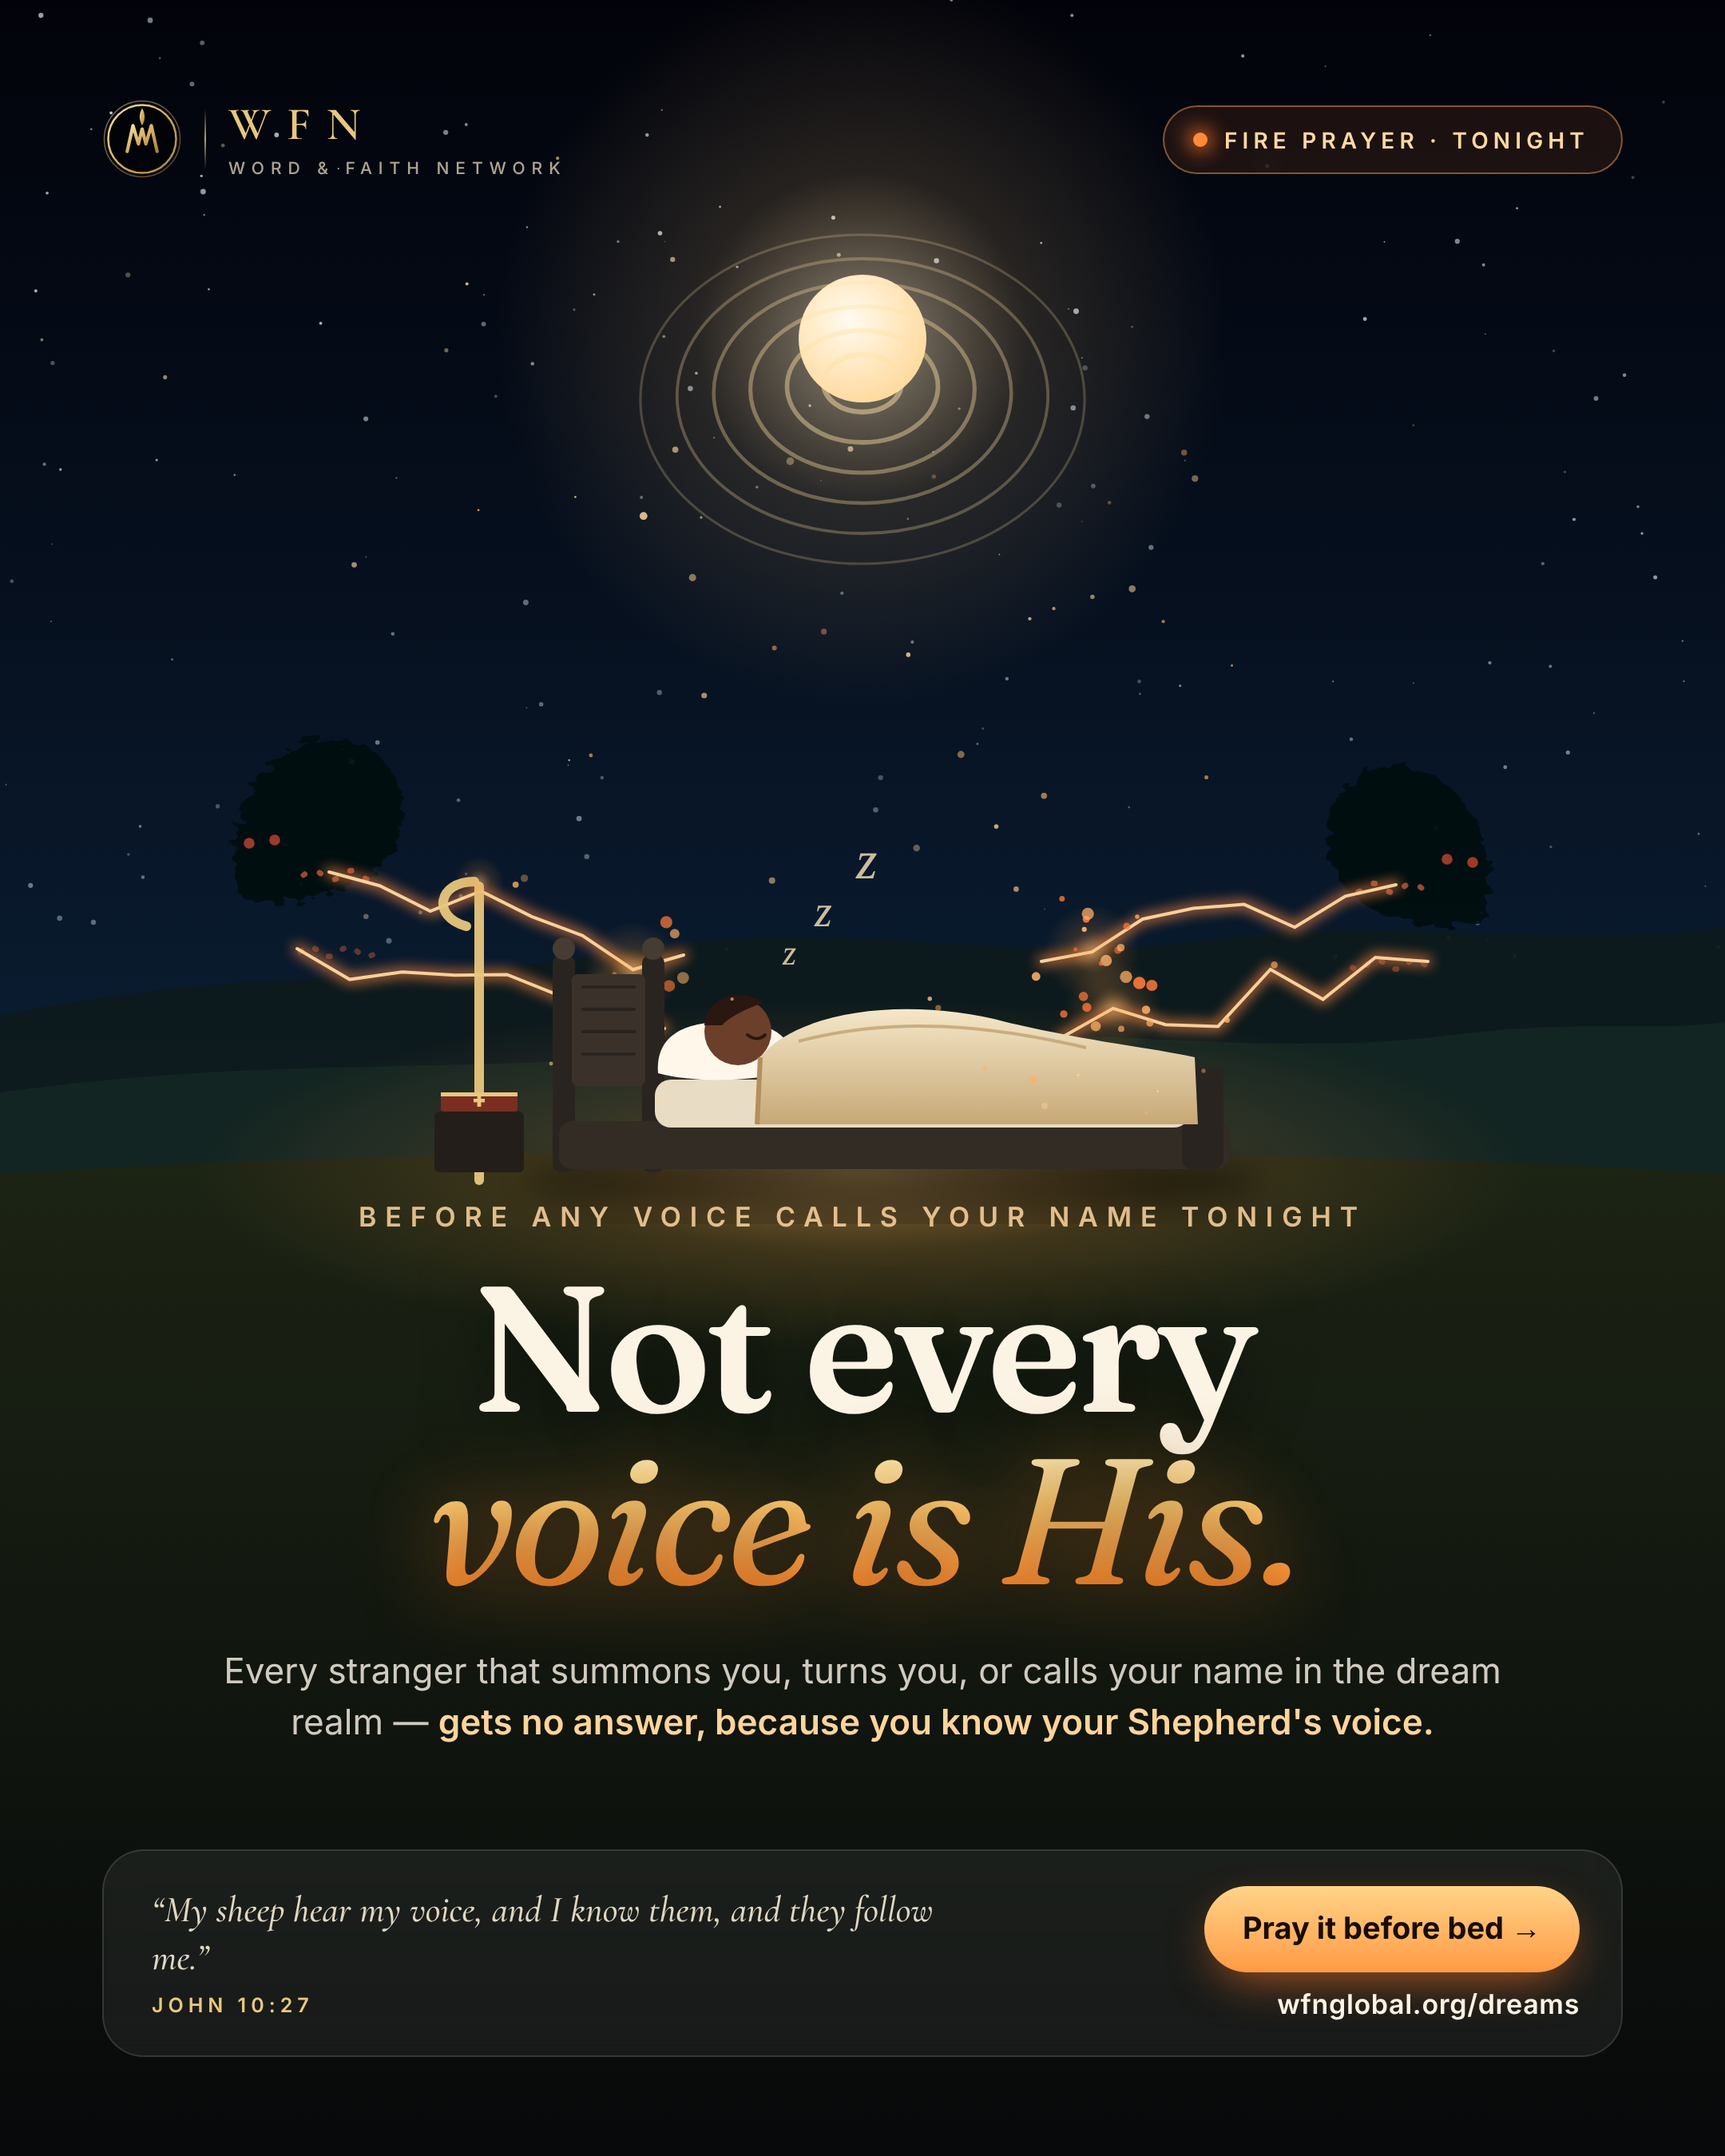 WFN
WORD & FAITH NETWORK
FIRE PRAYER · TONIGHT
z
z
z
BEFORE ANY VOICE CALLS YOUR NAME TONIGHT
Not every
voice is His.
Every stranger that summons you, turns you, or calls your name in the dream
realm — gets no answer, because you know your Shepherd's voice.
“My sheep hear my voice, and I know them, and they follow
me.”
JOHN 10:27
Pray it before bed →
wfnglobal.org/dreams